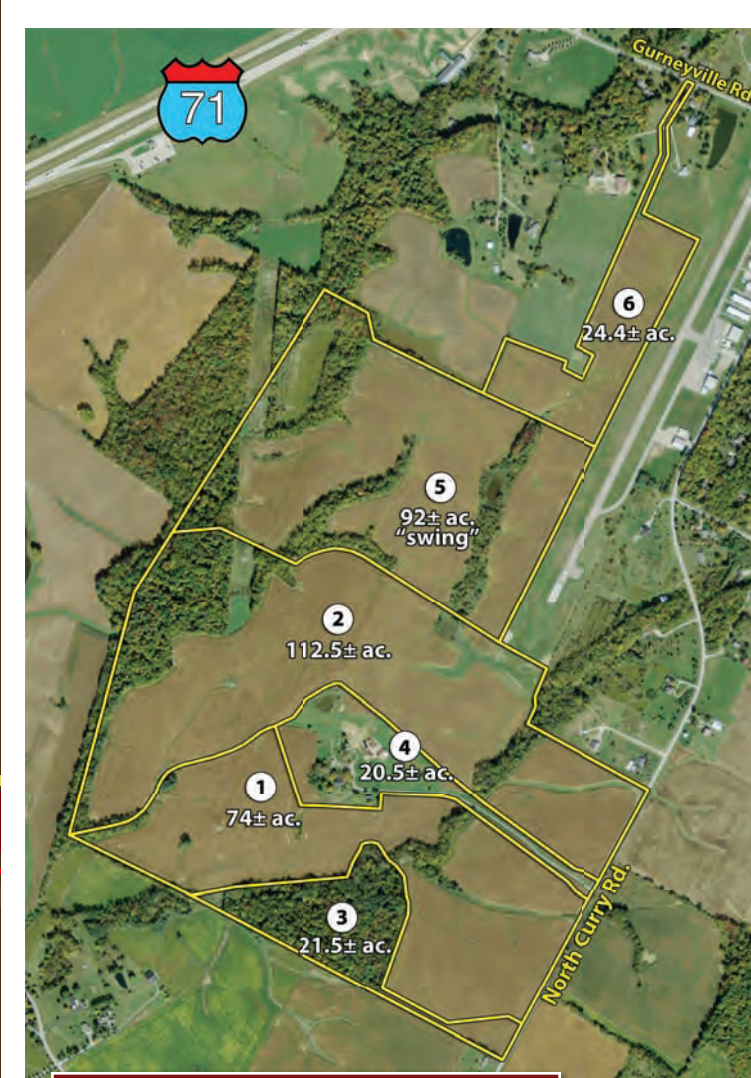 71
Gurneyville Rd.
6
24.4± ac.
5
92± ac.
“swing”
2
112.5± ac.
4
20.5± ac.
1
74± ac.
3
21.5± ac.
North Curry Rd.